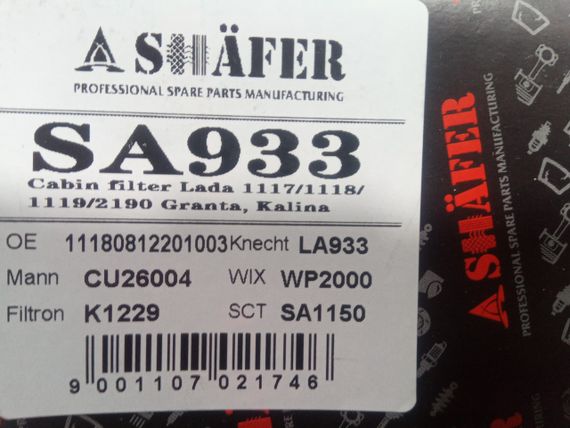 SHÄFER
PROFESSIONAL SPARE PARTS MANUFACTURING
SA933
Cabin filter Lada 1117/1118/
1119/2190 Granta, Kalina
OE 11180812201003 Knecht LA933
Mann CU26004 WIX WP2000
Filtron K1229 SCT SA1150
9 001107 021746
SHÄFER
PROFESSIONAL SPARE PARTS MANUFACTURING